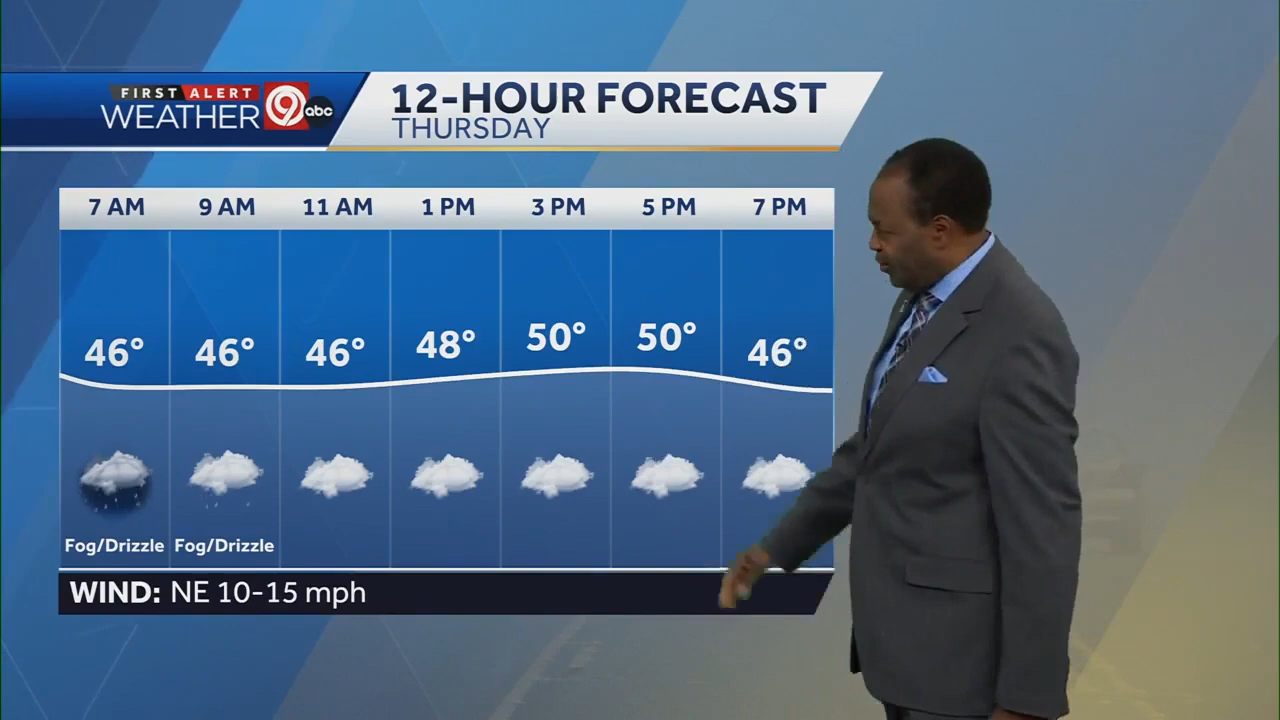 FIRST ALERT
WEATHER 9 abc
12-HOUR FORECAST
THURSDAY
7 AM 9 AM 11 AM 1 PM 3 PM 5 PM 7 PM
46° 46° 46° 48° 50° 50° 46°
Fog/Drizzle Fog/Drizzle
WIND: NE 10-15 mph